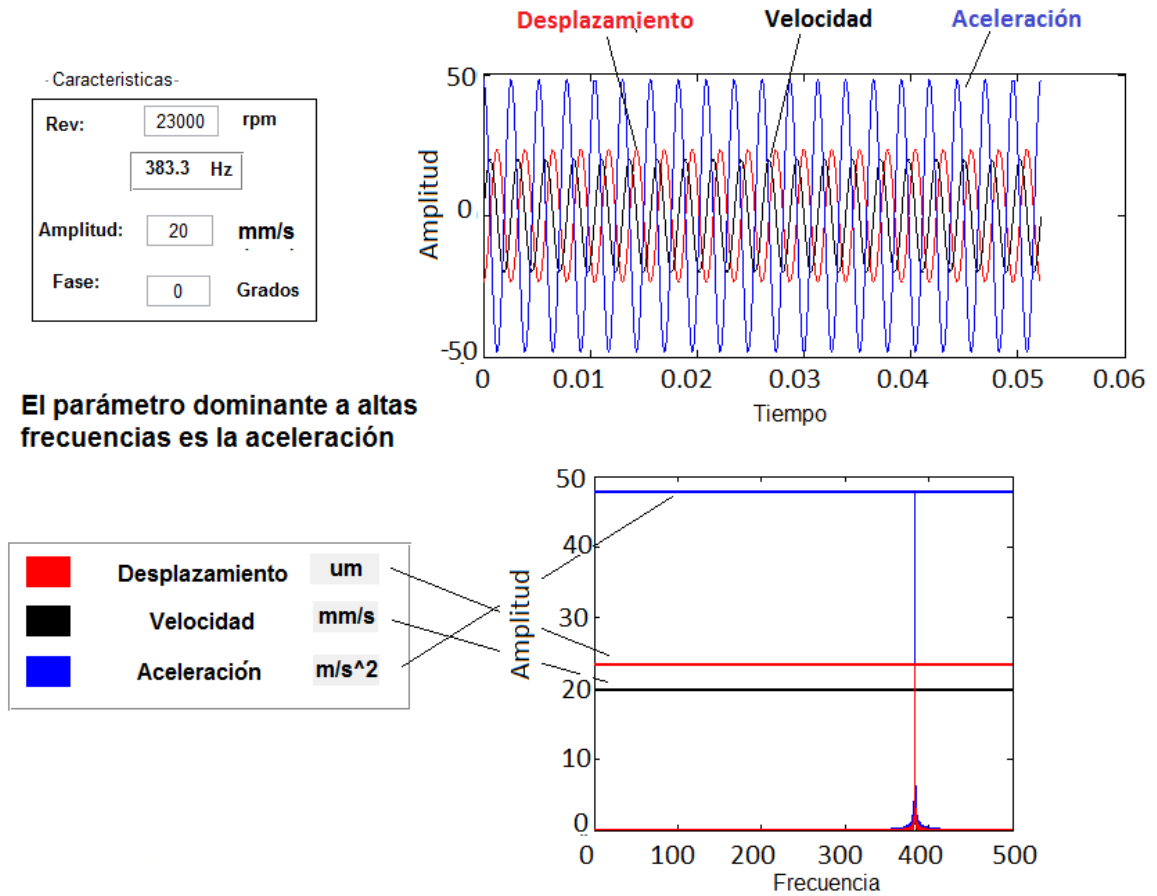 Desplazamiento Velocidad Aceleración
- Caracteristicas-
Rev: 23000 rpm
383.3 Hz
Amplitud: 20 mm/s
Fase: 0 Grados
Amplitud
50
0
-50
0 0.01 0.02 0.03 0.04 0.05 0.06
Tiempo
El parámetro dominante a altas
frecuencias es la aceleración
Desplazamiento um
Velocidad mm/s
Aceleración m/s^2
Amplitud
50
40
30
20
10
0
0 100 200 300 400 500
Frecuencia